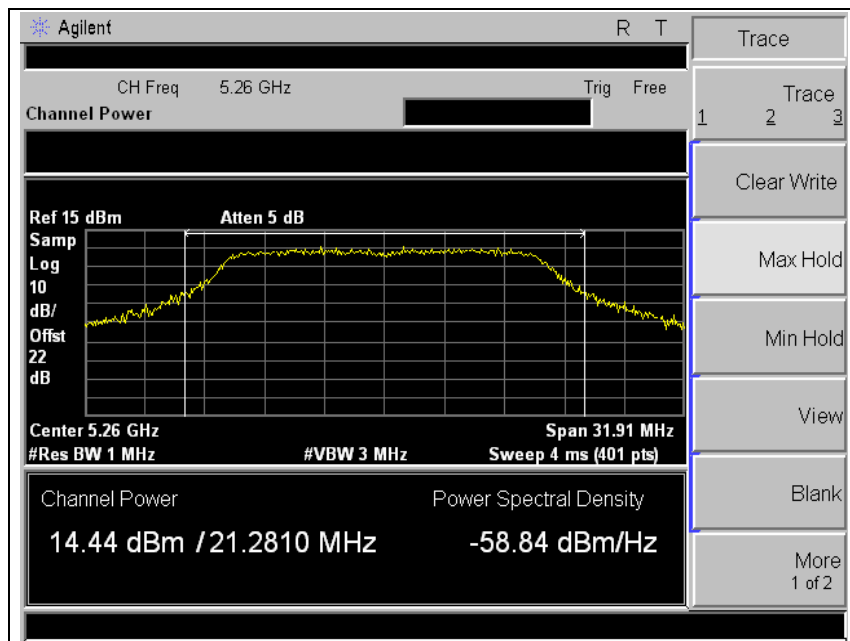 Agilent R T
CH Freq 5.26 GHz Trig Free
Channel Power
Ref 15 dBm Atten 5 dB
Samp
Log
10
dB/
Offst
22
dB
Center 5.26 GHz Span 31.91 MHz
#Res BW 1 MHz #VBW 3 MHz Sweep 4 ms (401 pts)
Channel Power Power Spectral Density
14.44 dBm / 21.2810 MHz -58.84 dBm/Hz
Trace
Trace
1 2 3
Clear Write
Max Hold
Min Hold
View
Blank
More
1 of 2